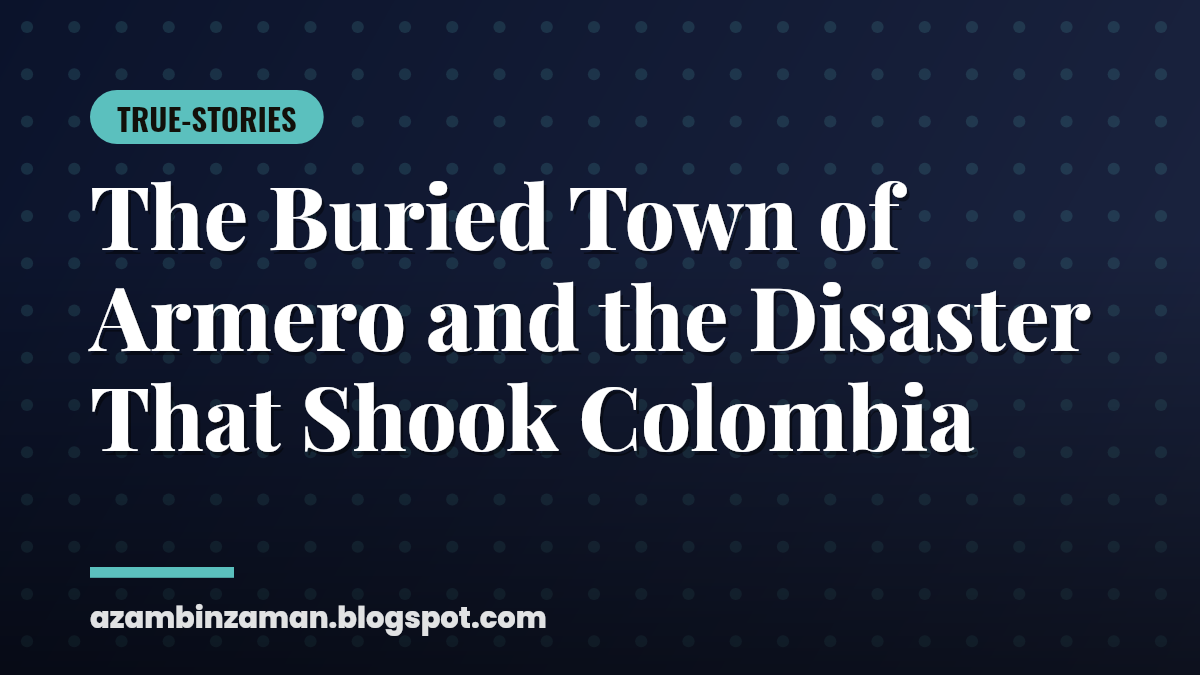 TRUE-STORIES
The Buried Town of
Armero and the Disaster
That Shook Colombia
azambinzaman.blogspot.com